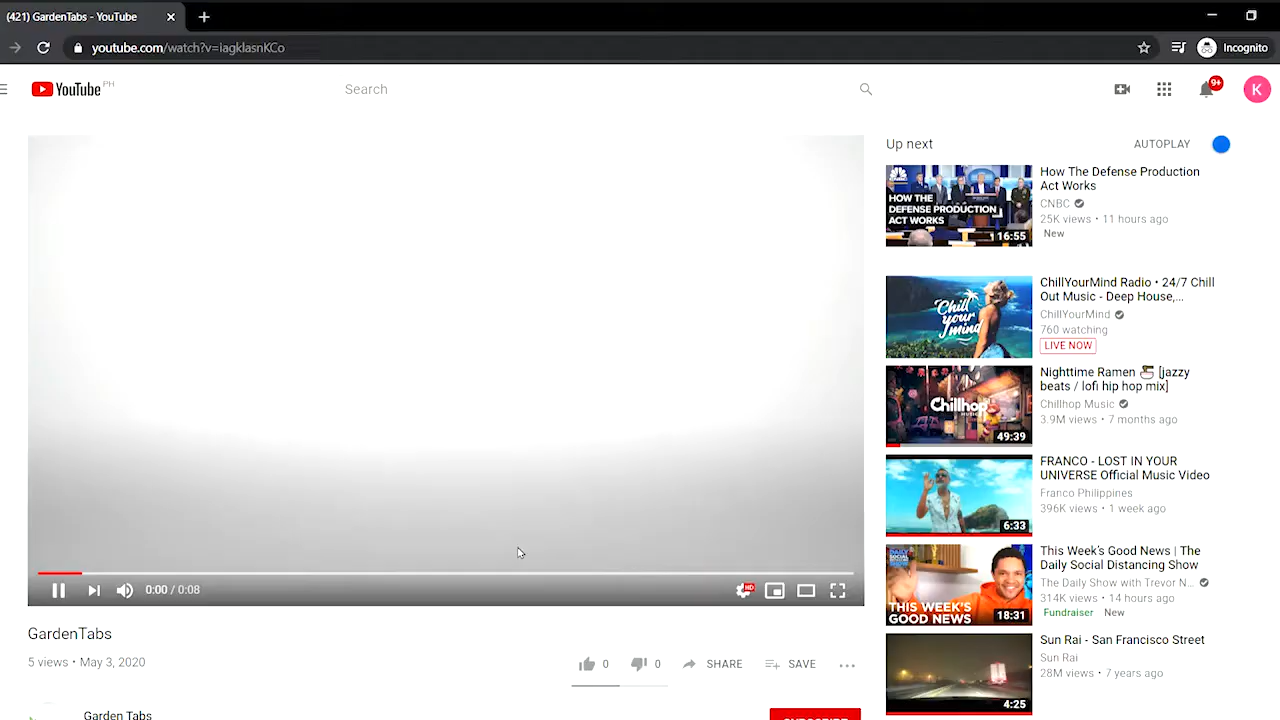 (421) GardenTabs - YouTube
youtube.com/watch?v=iagklasnKCo
Incognito
YouTube PH
Search
9+
K
Up next
AUTOPLAY
HOW THE
DEFENSE PRODUCTION
ACT WORKS
16:55
How The Defense Production
Act Works
CNBC
25K views • 11 hours ago
New
Chill
your
mind
ChillYourMind Radio • 24/7 Chill
Out Music - Deep House,...
ChillYourMind
760 watching
LIVE NOW
Chillhop
MUSIC
49:39
Nighttime Ramen 🍜 [jazzy
beats / lofi hip hop mix]
Chillhop Music
3.9M views • 7 months ago
6:33
FRANCO - LOST IN YOUR
UNIVERSE Official Music Video
Franco Philippines
396K views • 1 week ago
DAILY
SOCIAL
DISTANCING
SHOW
THIS WEEK'S
GOOD NEWS
18:31
This Week's Good News | The
Daily Social Distancing Show
The Daily Show with Trevor N...
314K views • 14 hours ago
Fundraiser New
4:25
Sun Rai - San Francisco Street
Sun Rai
28M views • 7 years ago
0:00 / 0:08
HD
GardenTabs
5 views • May 3, 2020
0
0
SHARE
SAVE
Garden Tabs
SUBSCRIBE